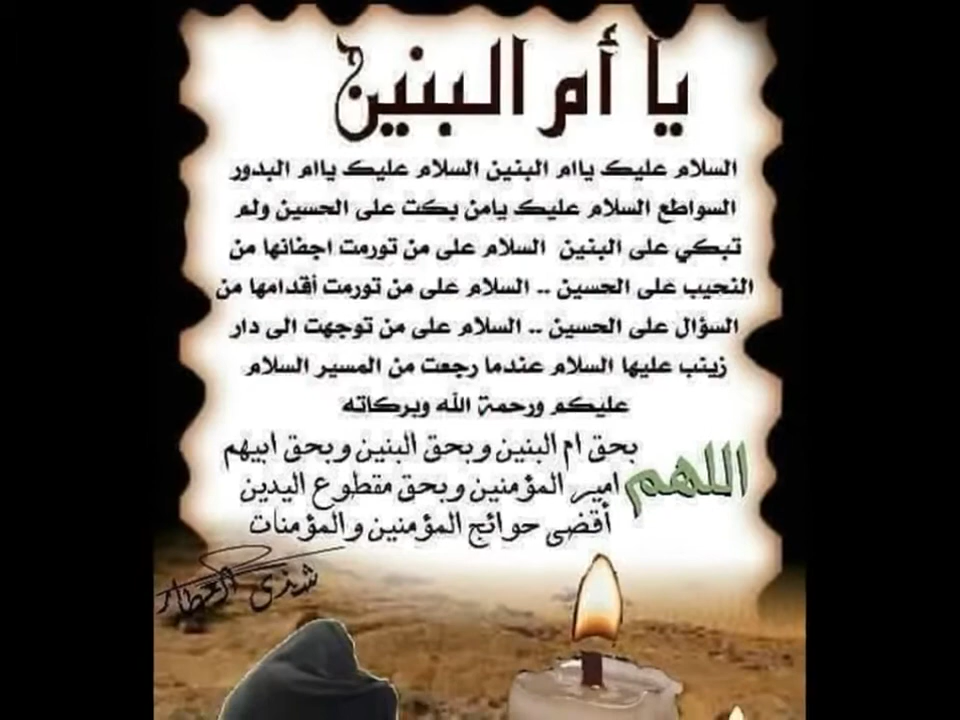 يا أم البنين ج
السلام عليك ياام البنين السلام عليك ياام البدور
السواطع السلام عليك يامن بكت على الحسين ولم
تبكي على البنين السلام على من تورمت اجفانها من
النحيب على الحسين .. السلام على من تورمت أقدامها من
السؤال على الحسين .. السلام على من توجهت الى دار
زينب عليها السلام عندما رجعت من المسير السلام
عليكم ورحمة الله وبركاته
اللهم
بحق ام البنين وبحق البنين وبحق ابيهم
امير المؤمنين وبحق مقطوع اليدين
أقضى حوائج المؤمنين والمؤمنات
شذى العطار